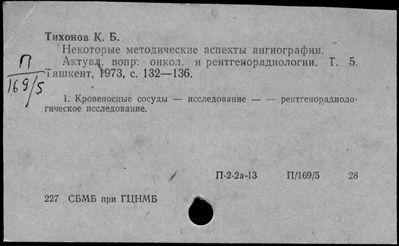 Тихонов К. Б.
Некоторые методические аспекты ангиографии.
Актуал. вопр. онкол. и рентгенорадиологии. Т. 5.
Ташкент, 1973, с. 132—136.
П
169/5
1. Кровеносные сосуды — исследование — — рентгенорадиоло-
гическое исследование.
П-2-2а-13 П/169/5 28
227 СБМБ при ГЦНМБ